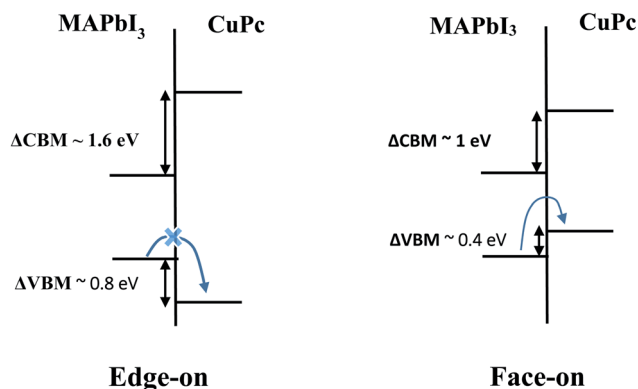 MAPbI₃ CuPc
ΔCBM ~ 1.6 eV
ΔVBM ~ 0.8 eV
Edge-on
MAPbI₃ CuPc
ΔCBM ~ 1 eV
ΔVBM ~ 0.4 eV
Face-on